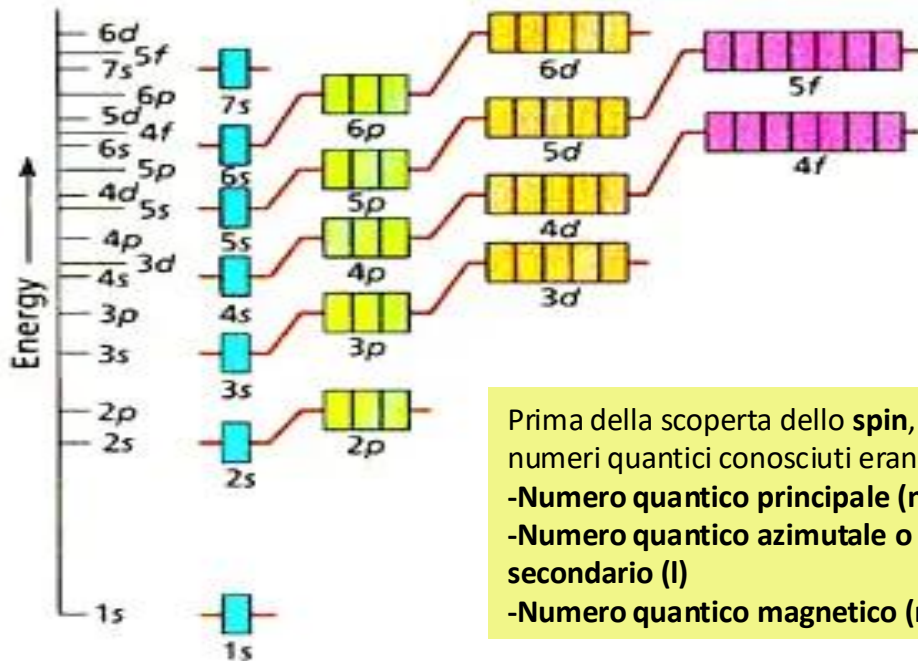 6d
5f
7s
6p
5d
4f
6s
5p
4d
5s
4p
3d
4s
3p
3s
2p
2s
1s
Energy
7s
6s
5s
4s
3s
2s
1s
6p
5p
4p
3p
2p
6d
5d
4d
3d
5f
4f
Prima della scoperta dello spin,
numeri quantici conosciuti eran
-Numero quantico principale (n
-Numero quantico azimutale o
secondario (l)
-Numero quantico magnetico (